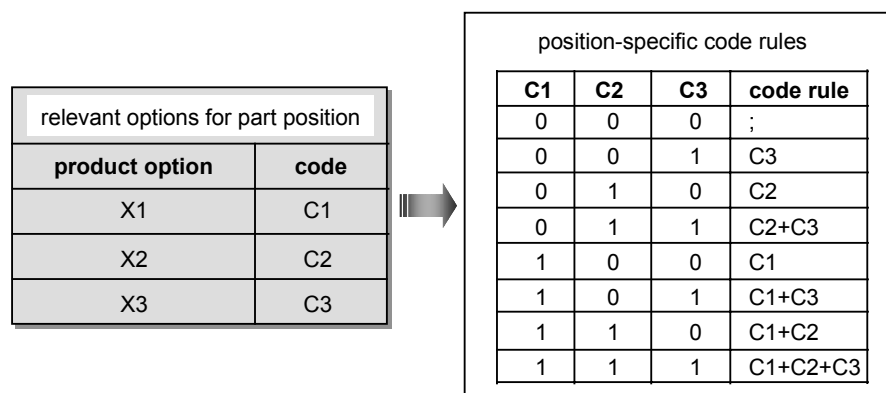 relevant options for part position
product option code
X1 C1
X2 C2
X3 C3
position-specific code rules
C1 C2 C3 code rule
0 0 0 ;
0 0 1 C3
0 1 0 C2
0 1 1 C2+C3
1 0 0 C1
1 0 1 C1+C3
1 1 0 C1+C2
1 1 1 C1+C2+C3